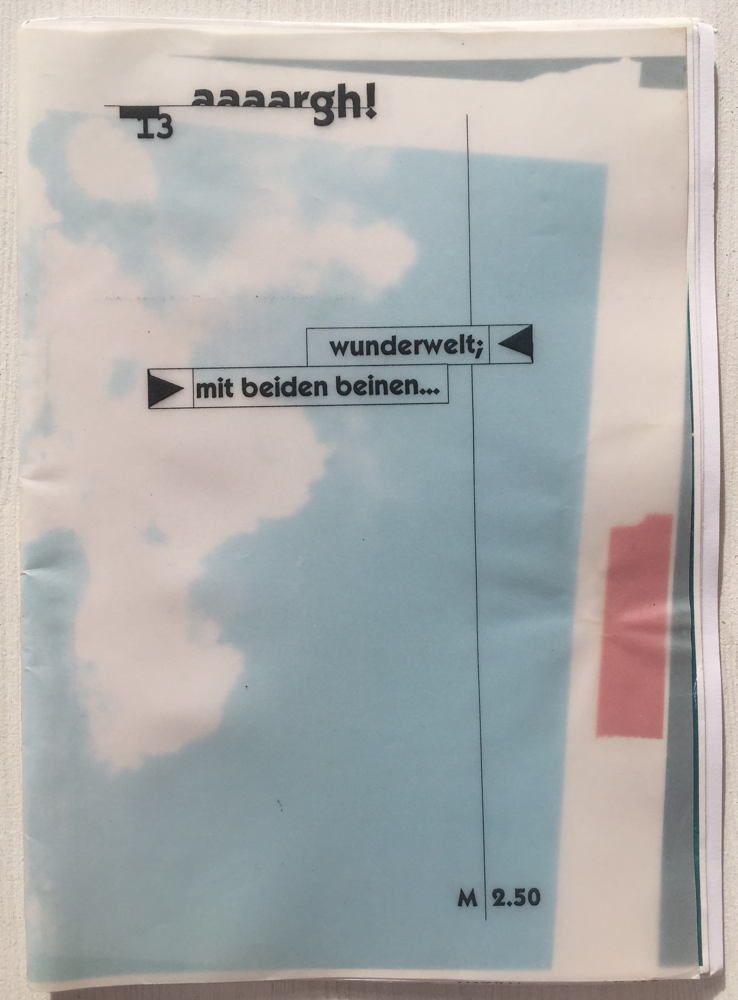 aaaargh!
13
wunderwelt;
mit beiden beinen...
M 2.50